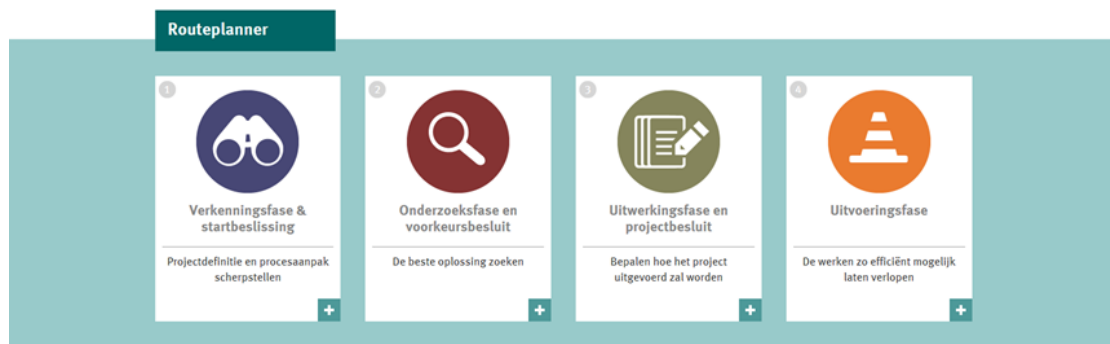 Routeplanner
1
Verkenningsfase &
startbeslissing
Projectdefinitie en procesaanpak
scherpstellen
+
2
Onderzoeksfase en
voorkeursbesluit
De beste oplossing zoeken
+
3
Uitwerkingsfase en
projectbesluit
Bepalen hoe het project
uitgevoerd zal worden
+
4
Uitvoeringsfase
De werken zo efficiënt mogelijk
laten verlopen
+